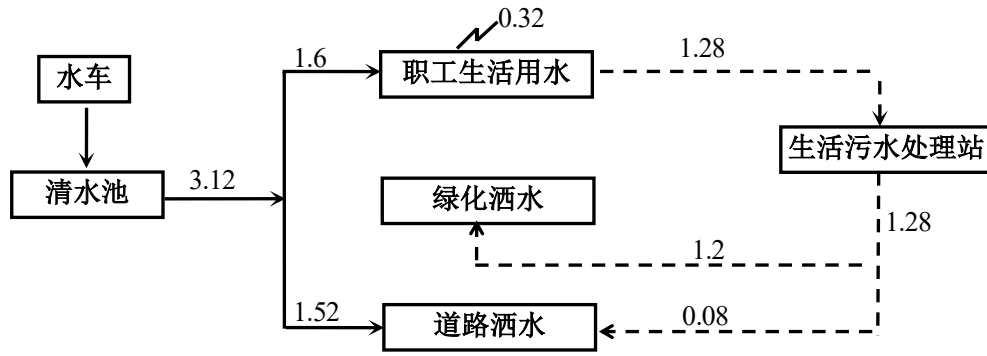 0.32
1.6
职工生活用水
1.28
水车
生活污水处理站
清水池
3.12
绿化洒水
1.28
1.2
1.52
道路洒水
0.08